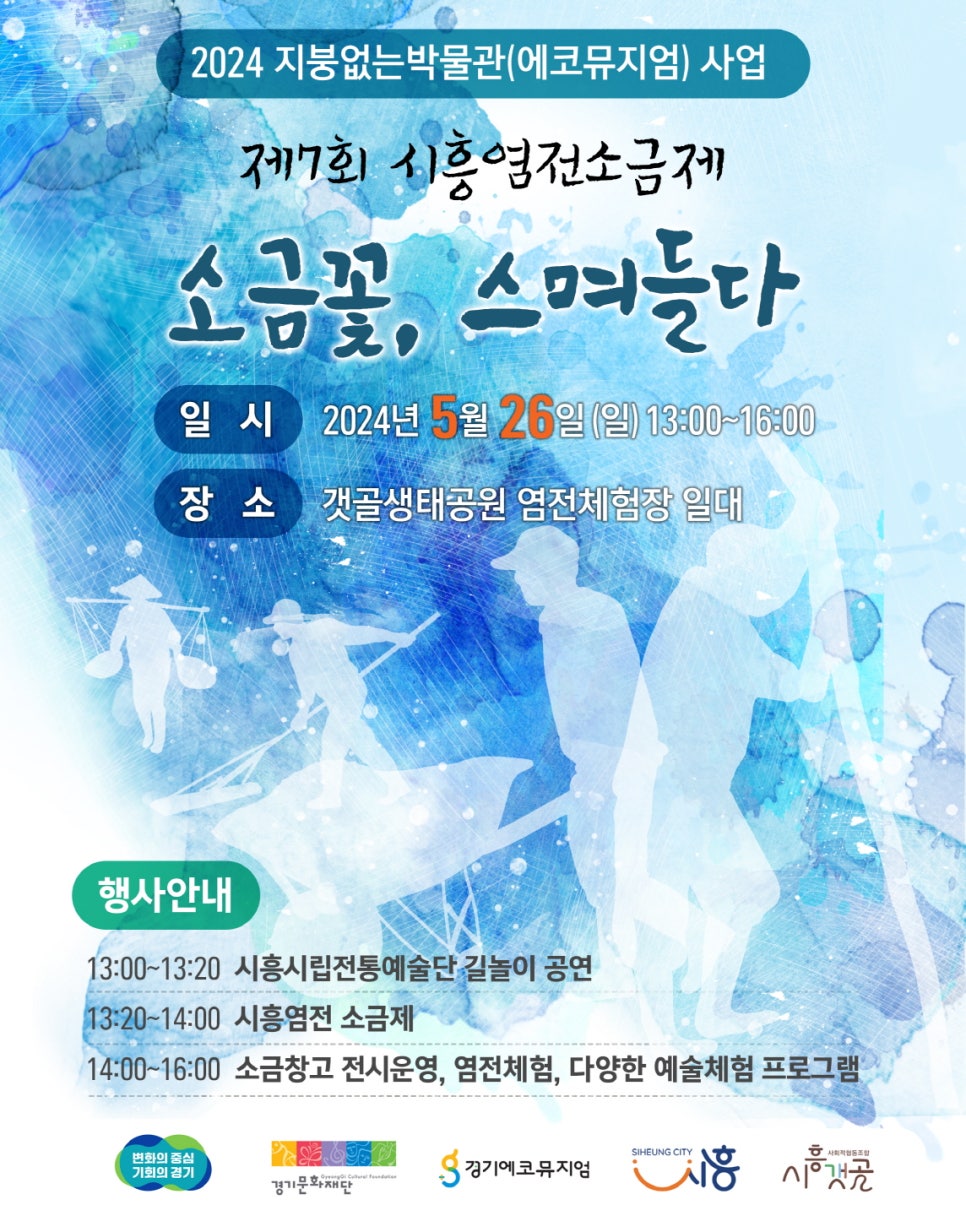 2024 지붕없는박물관(에코뮤지엄) 사업
제7회 시흥염전소금제
소금꽃, 스며들다
일 시 2024년 5월 26일 (일) 13:00~16:00
장 소 갯골생태공원 염전체험장 일대
행사안내
13:00~13:20 시흥시립전통예술단 길놀이 공연
13:20~14:00 시흥염전 소금제
14:00~16:00 소금창고 전시운영, 염전체험, 다양한 예술체험 프로그램
변화의 중심
기회의 경기
GyeongGi Cultural Foundation
경기문화재단
경기에코뮤지엄
SIHEUNG CITY
시흥
사회적협동조합
시흥갯골